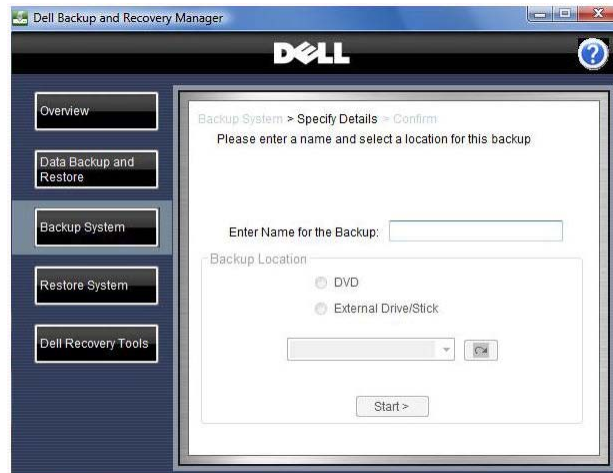 Dell Backup and Recovery Manager
DELL
?
Overview
Data Backup and
Restore
Backup System
Restore System
Dell Recovery Tools
Backup System > Specify Details > Confirm
Please enter a name and select a location for this backup
Enter Name for the Backup:
Backup Location
DVD
External Drive/Stick
Start >